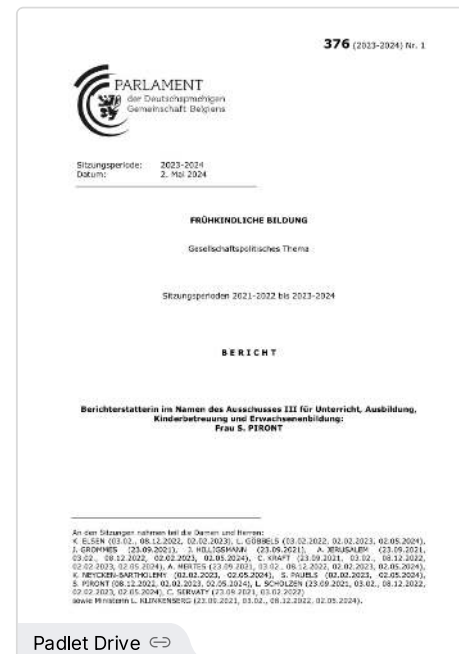 376 (2023-2024) Nr. 1
PARLAMENT
der Deutschsprachigen
Gemeinschaft Belgiens
Sitzungsperiode: 2023-2024
Datum: 2. Mai 2024
FRÜHKINDLICHE BILDUNG
Gesellschaftspolitisches Thema
Sitzungsperioden 2021-2022 bis 2023-2024
BERICHT
Berichterstatterin im Namen des Ausschusses III für Unterricht, Ausbildung,
Kinderbetreuung und Erwachsenenbildung:
Frau S. PIRONT
An den Sitzungen nahmen teil die Damen und Herren:
K. ELSEN (03.02., 08.12.2022, 02.02.2023), L. GÖBBELS (03.02.2022, 02.02.2023, 02.05.2024),
J. GROMMES (23.09.2021), J. HILLIGSMANN (23.09.2021), A. JERUSALEM (23.09.2021,
03.02., 08.12.2022, 02.02.2023, 02.05.2024), C. KRAFT (23.09.2021, 03.02., 08.12.2022,
02.02.2023, 02.05.2024), A. MERTES (23.09.2021, 03.02., 08.12.2022, 02.02.2023, 02.05.2024),
K. NEYCKEN-BARTHOLEMY (02.02.2023, 02.05.2024), S. PAUELS (02.02.2023, 02.05.2024),
S. PIRONT (08.12.2022, 02.02.2023, 02.05.2024), L. SCHOLZEN (23.09.2021, 03.02., 08.12.2022,
02.02.2023, 02.05.2024), C. SERVATY (23.09.2021, 03.02.2022)
sowie Ministerin L. KLINKENBERG (23.09.2021, 03.02., 08.12.2022, 02.05.2024).
Padlet Drive